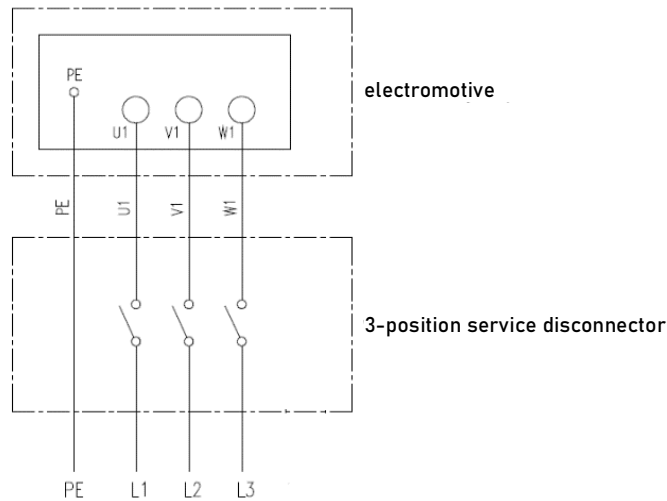 PE
electromotive
U1 V1 W1
PE U1 V1 W1
3-position service disconnector
PE L1 L2 L3